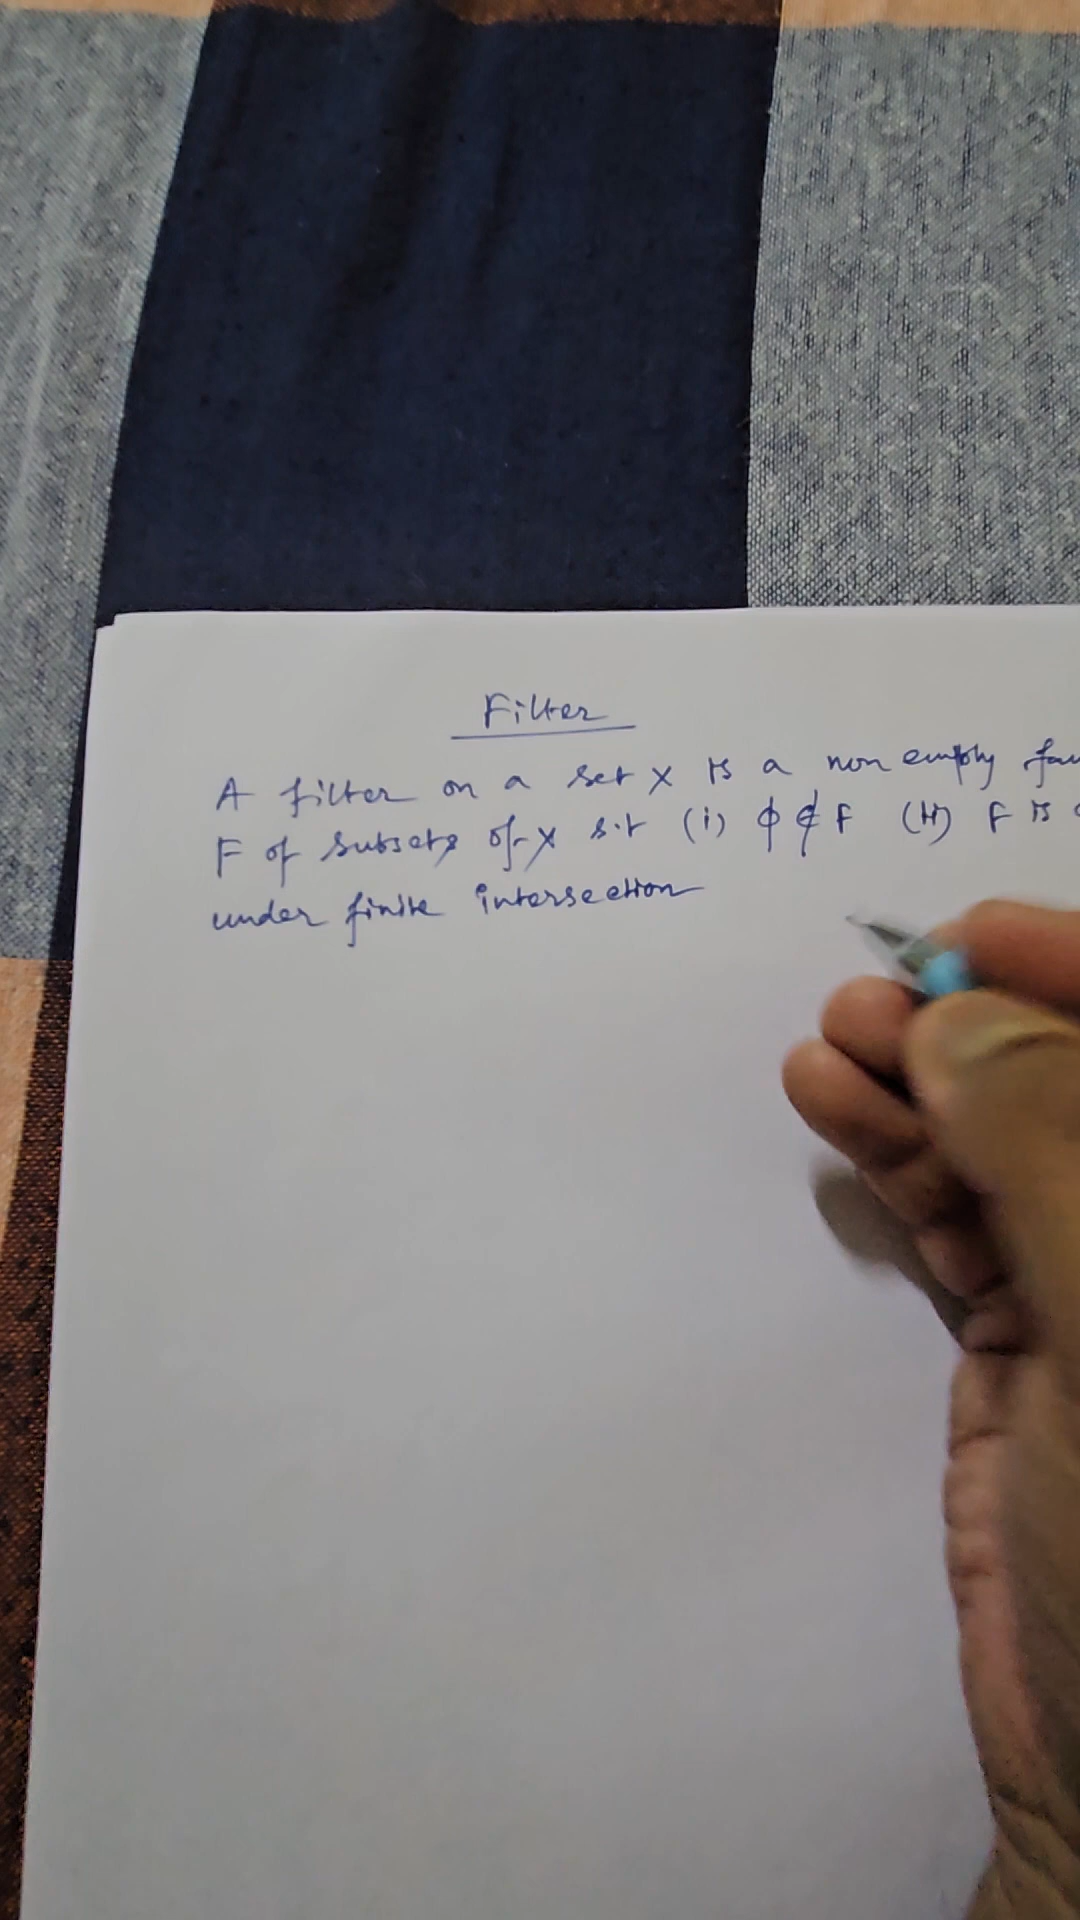 Filter
A filter on a set X is a non empty
F of subsets of X s.t (i) ϕ ∉ F (ii) F is
under finite intersection